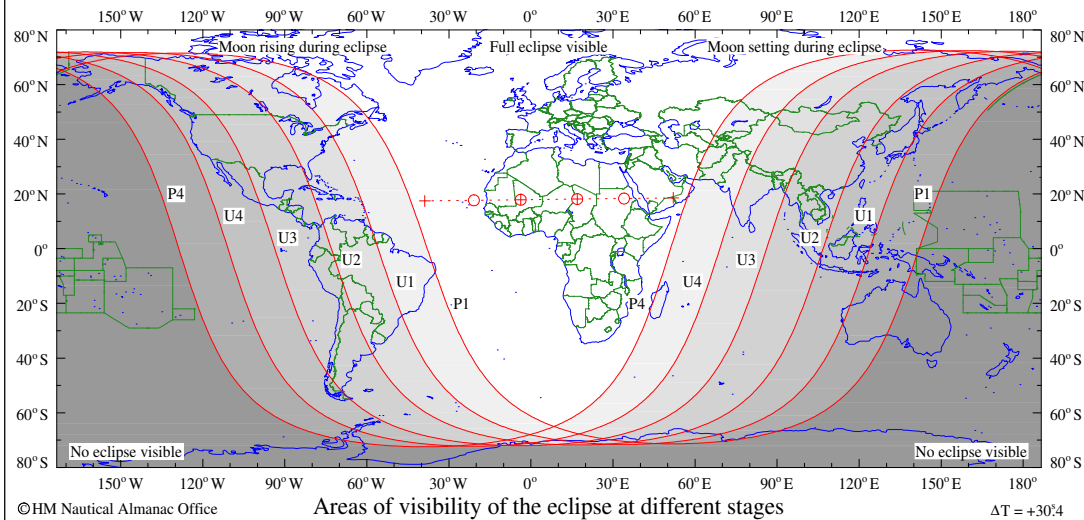 150°W 120°W 90°W 60°W 30°W 0° 30°E 60°E 90°E 120°E 150°E 180°
80°N Moon rising during eclipse Full eclipse visible Moon setting during eclipse 80°N
60°N 60°N
40°N 40°N
20°N P4 P1 20°N
U4 U1
U3 U2
0° 0°
U2 U3
U1 U4
20°S P1 P4 20°S
40°S 40°S
60°S 60°S
No eclipse visible No eclipse visible
80°S 80°S
150°W 120°W 90°W 60°W 30°W 0° 30°E 60°E 90°E 120°E 150°E 180°
©HM Nautical Almanac Office Areas of visibility of the eclipse at different stages ΔT = +30ˢ.4